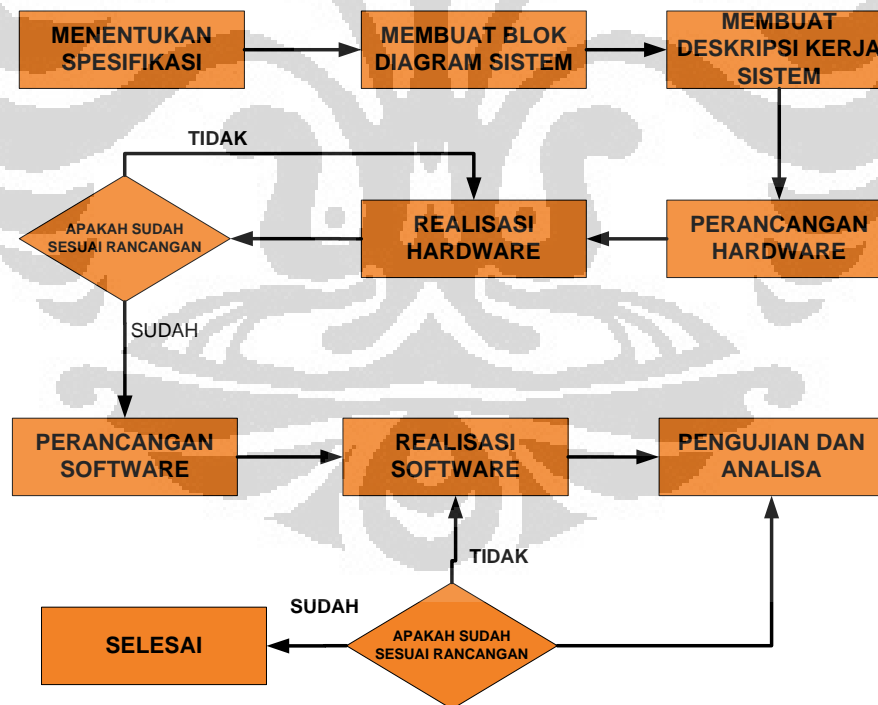 MENENTUKAN
SPESIFIKASI
MEMBUAT BLOK
DIAGRAM SISTEM
MEMBUAT
DESKRIPSI KERJA
SISTEM
TIDAK
APAKAH SUDAH
SESUAI RANCANGAN
REALISASI
HARDWARE
PERANCANGAN
HARDWARE
SUDAH
PERANCANGAN
SOFTWARE
REALISASI
SOFTWARE
PENGUJIAN DAN
ANALISA
TIDAK
SUDAH
SELESAI
APAKAH SUDAH
SESUAI RANCANGAN